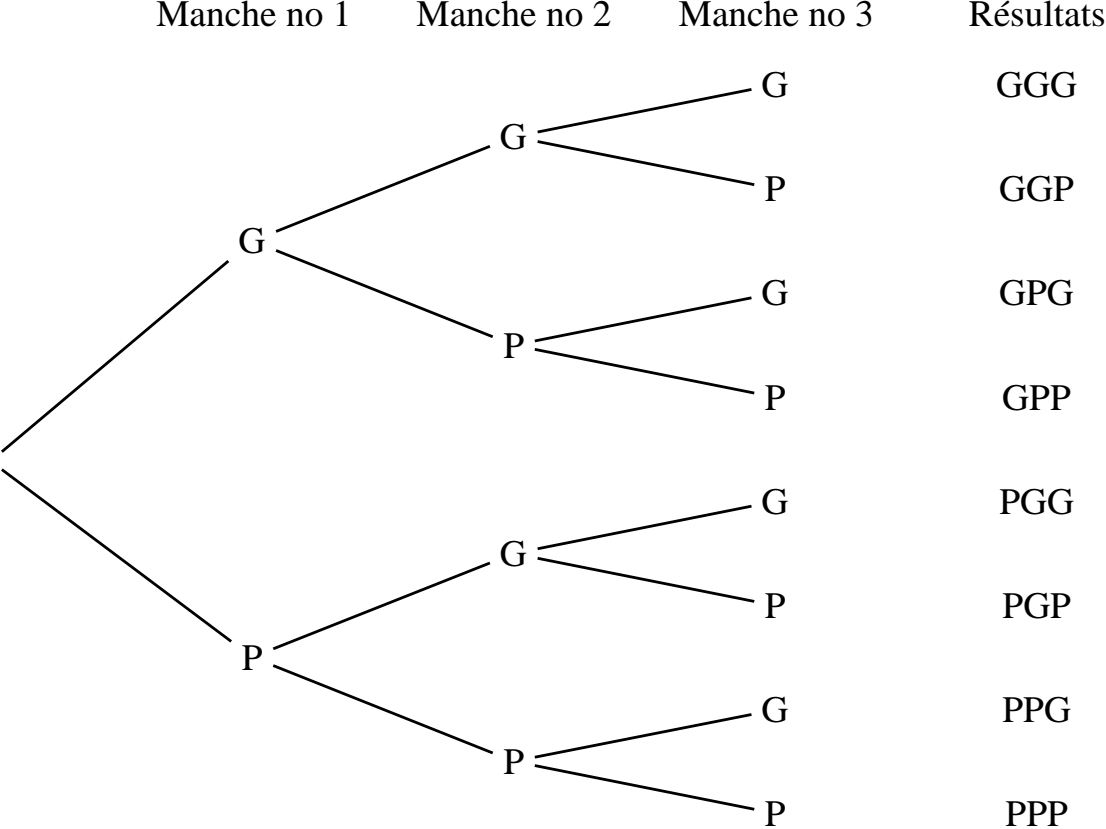 Manche no 1 Manche no 2 Manche no 3 Résultats
G GGG
G
P GGP
G
G GPG
P
P GPP
G PGG
G
P PGP
P
G PPG
P
P PPP